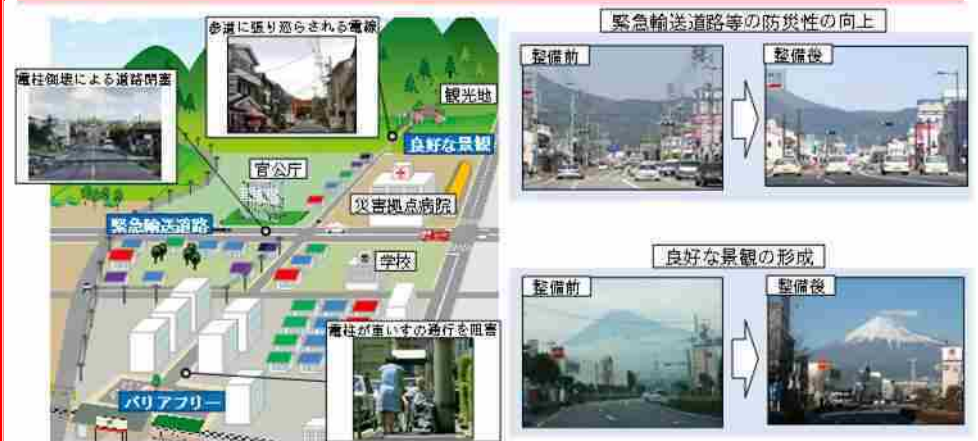 参道に張り巡らされる電線
電柱倒壊による道路閉塞
観光地
良好な景観
官公庁
災害拠点病院
緊急輸送道路
学校
電柱が車いすの通行を阻害
バリアフリー
緊急輸送道路等の防災性の向上
整備前
整備後
良好な景観の形成
整備前
整備後